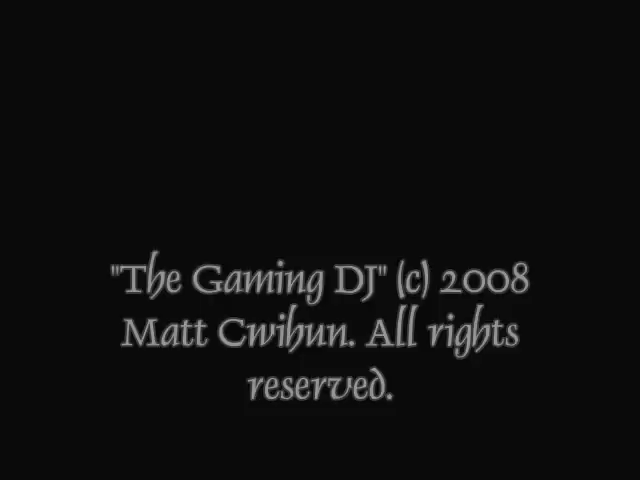 "The Gaming DJ" (c) 2008
Matt Cwihun. All rights
reserved.